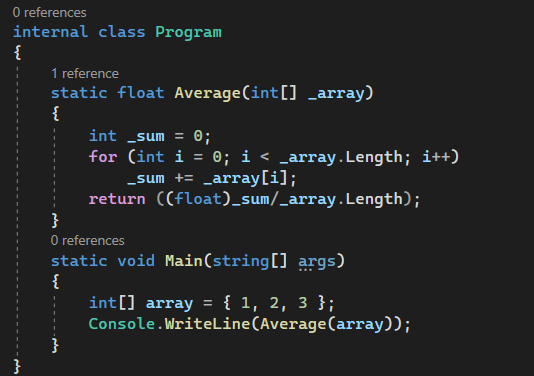 0 references
internal class Program
{
1 reference
static float Average(int[] _array)
{
int _sum = 0;
for (int i = 0; i < _array.Length; i++)
_sum += _array[i];
return ((float)_sum/_array.Length);
}
0 references
static void Main(string[] args)
{
int[] array = { 1, 2, 3 };
Console.WriteLine(Average(array));
}
}